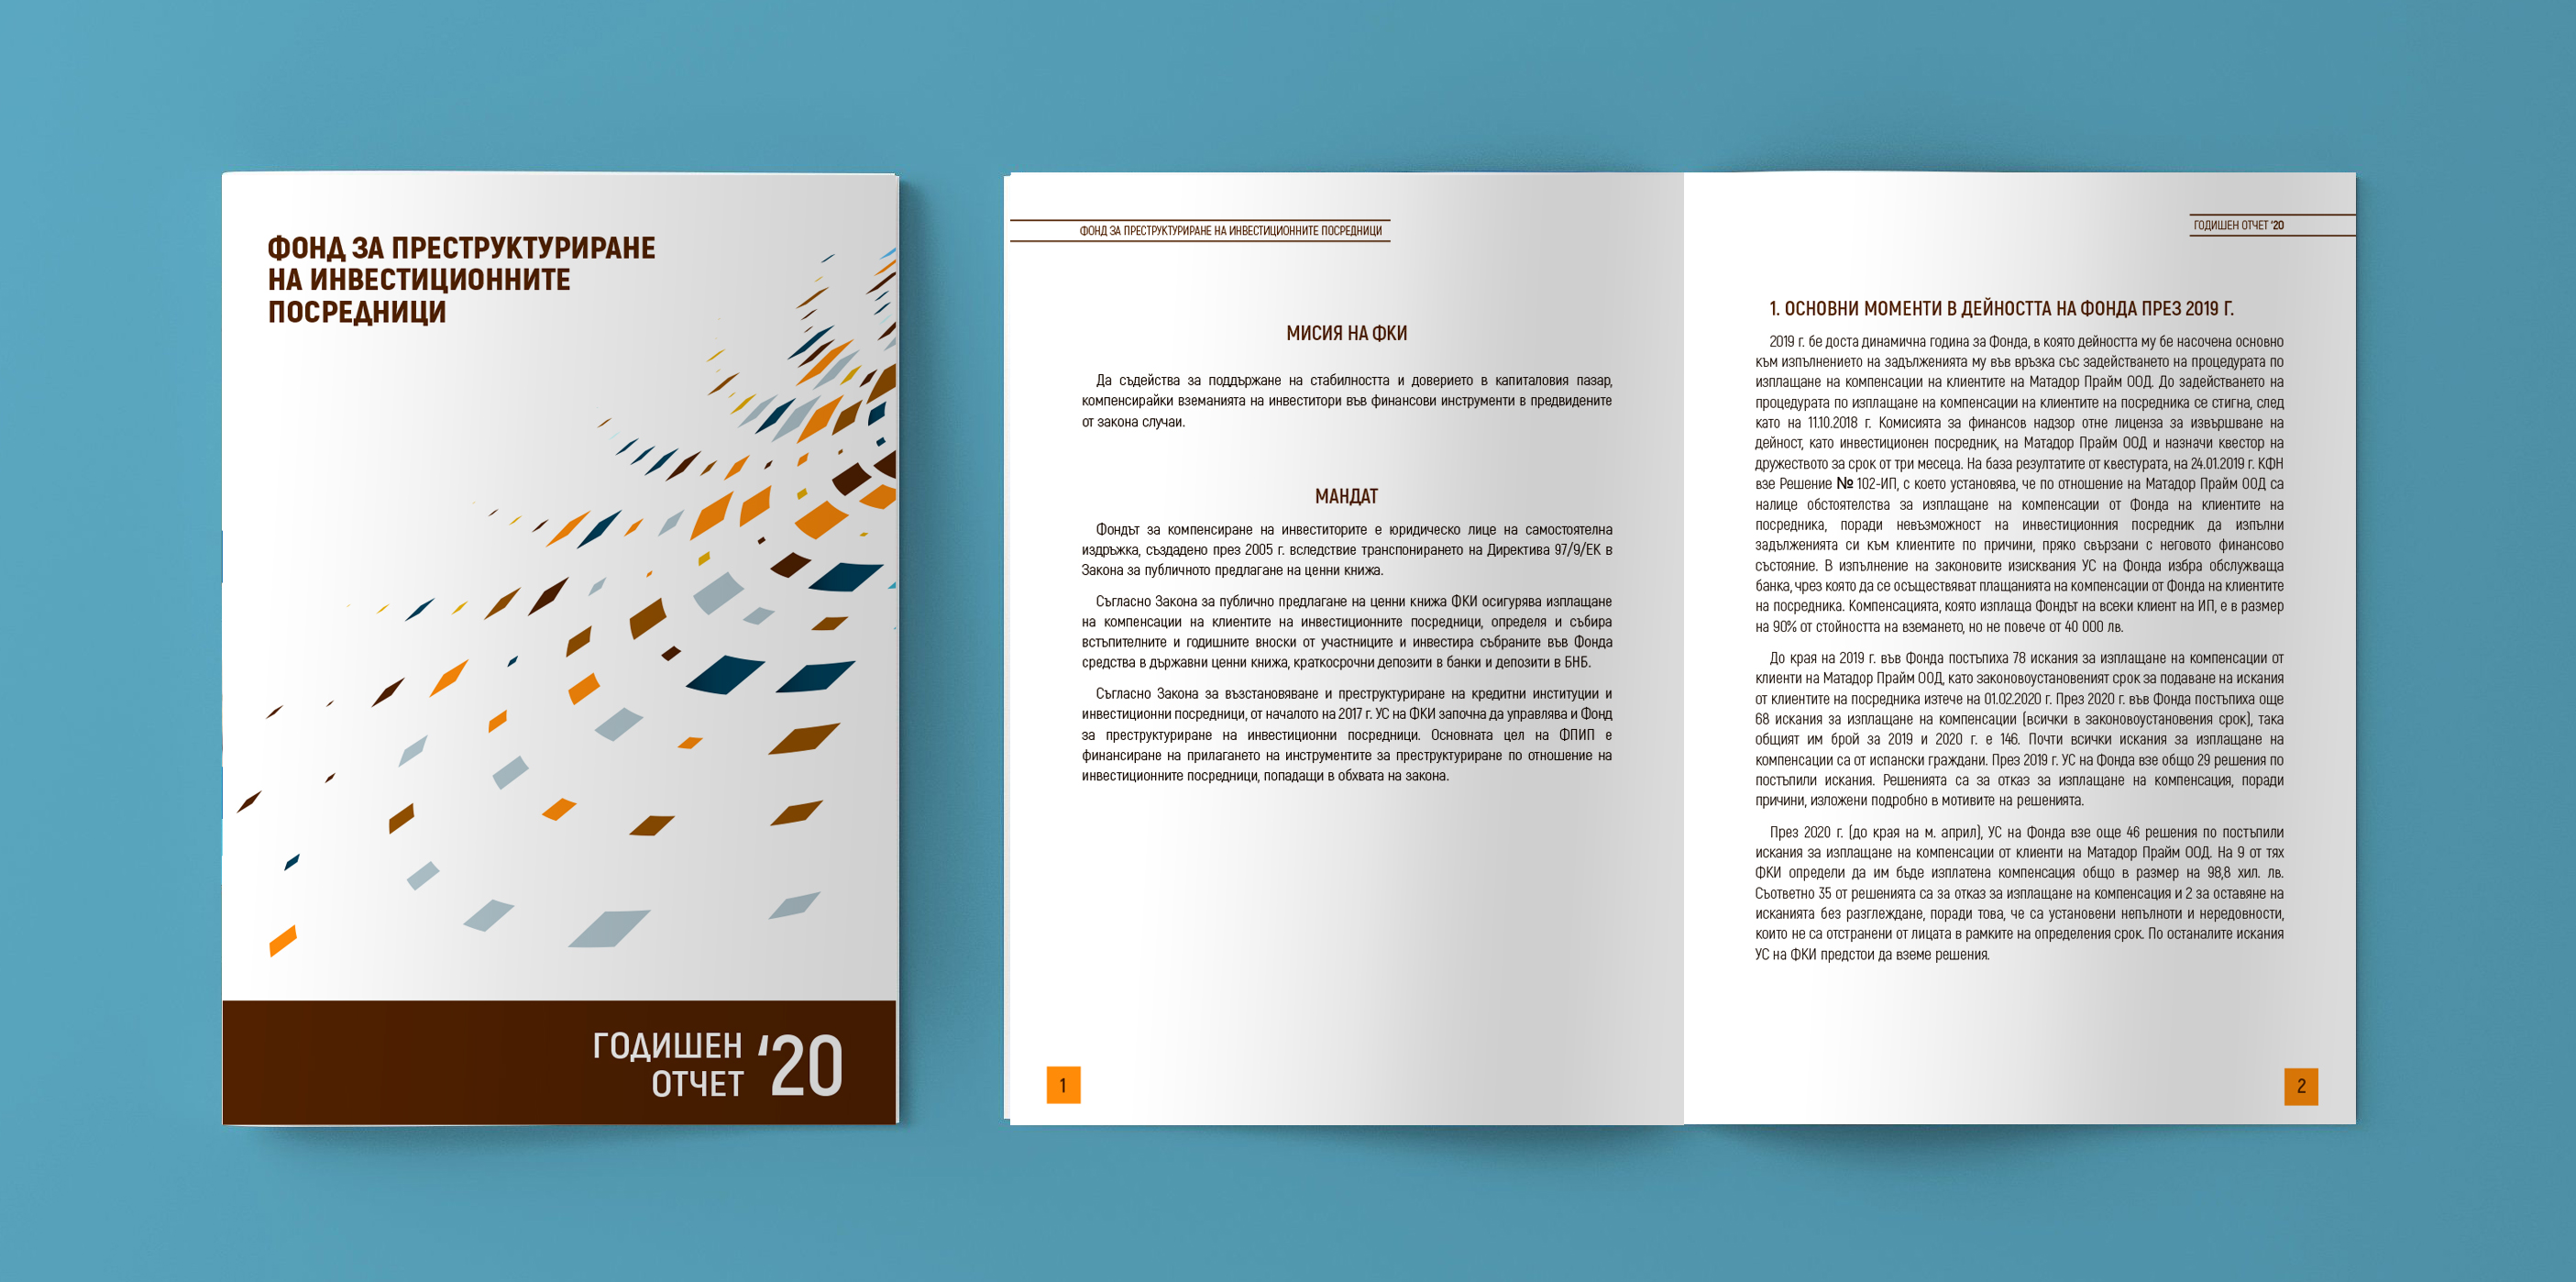 ФОНД ЗА ПРЕСТРУКТУРИРАНЕ
НА ИНВЕСТИЦИОННИТЕ
ПОСРЕДНИЦИ
ГОДИШЕН
ОТЧЕТ
‘20
ФОНД ЗА ПРЕСТРУКТУРИРАНЕ НА ИНВЕСТИЦИОННИТЕ ПОСРЕДНИЦИ
МИСИЯ НА ФКИ
Да съдейства за поддържане на стабилността и доверието в капиталовия пазар,
компенсирайки вземанията на инвеститори във финансови инструменти в предвидените
от закона случаи.
МАНДАТ
Фондът за компенсиране на инвеститорите е юридическо лице на самостоятелна
издръжка, създадено през 2005 г. вследствие транспонирането на Директива 97/9/ЕК в
Закона за публичното предлагане на ценни книжа.
Съгласно Закона за публично предлагане на ценни книжа ФКИ осигурява изплащане
на компенсации на клиентите на инвестиционните посредници, определя и събира
встъпителните и годишните вноски от участниците и инвестира събраните във Фонда
средства в държавни ценни книжа, краткосрочни депозити в банки и депозити в БНБ.
Съгласно Закона за възстановяване и преструктуриране на кредитни институции и
инвестиционни посредници, от началото на 2017 г. УС на ФКИ започна да управлява и Фонд
за преструктуриране на инвестиционни посредници. Основната цел на ФПИП е
финансиране на прилагането на инструментите за преструктуриране по отношение на
инвестиционните посредници, попадащи в обхвата на закона.
1
ГОДИШЕН ОТЧЕТ ‘20
1. ОСНОВНИ МОМЕНТИ В ДЕЙНОСТТА НА ФОНДА ПРЕЗ 2019 Г.
2019 г. бе доста динамична година за Фонда, в която дейността му бе насочена основно
към изпълнението на задълженията му във връзка със задействането на процедурата по
изплащане на компенсации на клиентите на Матадор Прайм ООД. До задействането на
процедурата по изплащане на компенсации на клиентите на посредника се стигна, след
като на 11.10.2018 г. Комисията за финансов надзор отне лиценза за извършване на
дейност, като инвестиционен посредник, на Матадор Прайм ООД и назначи квестор на
дружеството за срок от три месеца. На база резултатите от квестурата, на 24.01.2019 г. КФН
взе Решение № 102-ИП, с което установява, че по отношение на Матадор Прайм ООД са
налице обстоятелства за изплащане на компенсации от Фонда на клиентите на
посредника, поради невъзможност на инвестиционния посредник да изпълни
задълженията си към клиентите по причини, пряко свързани с неговото финансово
състояние. В изпълнение на законовите изисквания УС на Фонда избра обслужваща
банка, чрез която да се осъществяват плащанията на компенсации от Фонда на клиентите
на посредника. Компенсацията, която изплаща Фондът на всеки клиент на ИП, е в размер
на 90% от стойността на вземането, но не повече от 40 000 лв.
До края на 2019 г. във Фонда постъпиха 78 искания за изплащане на компенсации от
клиенти на Матадор Прайм ООД, като законовоустановеният срок за подаване на искания
от клиентите на посредника изтече на 01.02.2020 г. През 2020 г. във Фонда постъпиха още
68 искания за изплащане на компенсации (всички в законовоустановения срок), така
общият им брой за 2019 и 2020 г. е 146. Почти всички искания за изплащане на
компенсации са от испански граждани. През 2019 г. УС на Фонда взе общо 29 решения по
постъпили искания. Решенията са за отказ за изплащане на компенсация, поради
причини, изложени подробно в мотивите на решенията.
През 2020 г. (до края на м. април), УС на Фонда взе още 46 решения по постъпили
искания за изплащане на компенсации от клиенти на Матадор Прайм ООД. На 9 от тях
ФКИ определи да им бъде изплатена компенсация общо в размер на 98,8 хил. лв.
Съответно 35 от решенията са за отказ за изплащане на компенсация и 2 за оставяне на
исканията без разглеждане, поради това, че са установени непълноти и нередовности,
които не са отстранени от лицата в рамките на определения срок. По останалите искания
УС на ФКИ предстои да вземе решения.
2